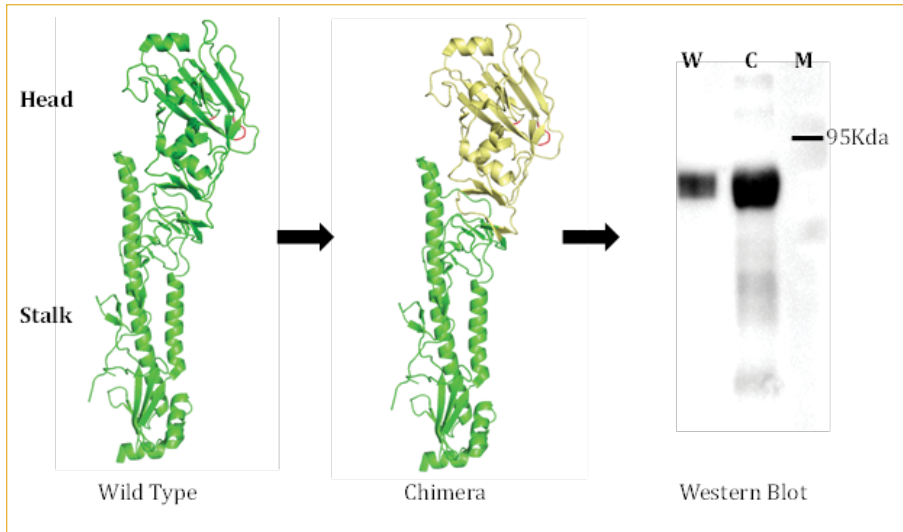 W C M
Head
95Kda
Stalk
Wild Type
Chimera
Western Blot